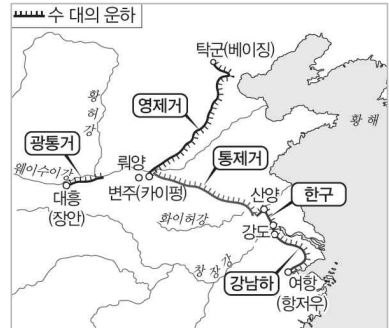 수 대의 운하
탁군(베이징)
영제거
황허강
황해
광통거
뤄양
통제거
웨이수이강
변주(카이펑)
산양
한구
대흥
(장안)
화이허강
강도
창장강
강남하
여항
(항저우)